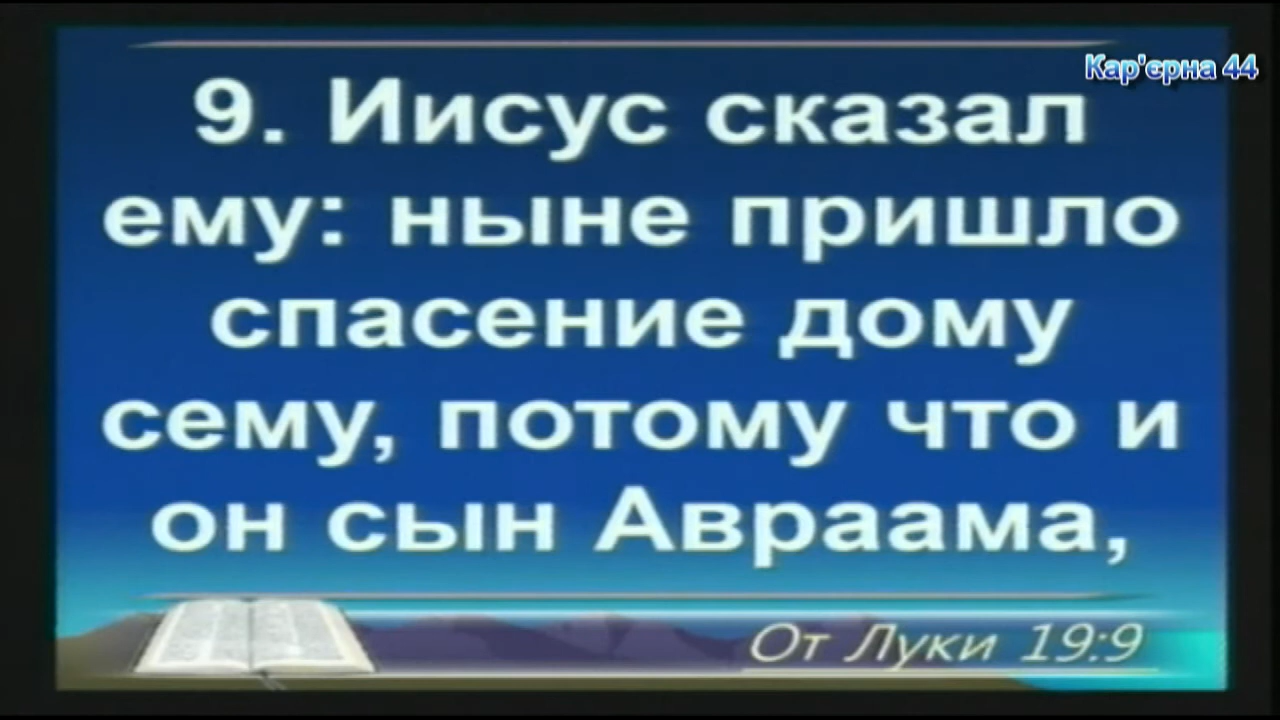 Кар'єрна 44
9. Иисус сказал
ему: ныне пришло
спасение дому
сему, потому что и
он сын Авраама,
От Луки 19:9